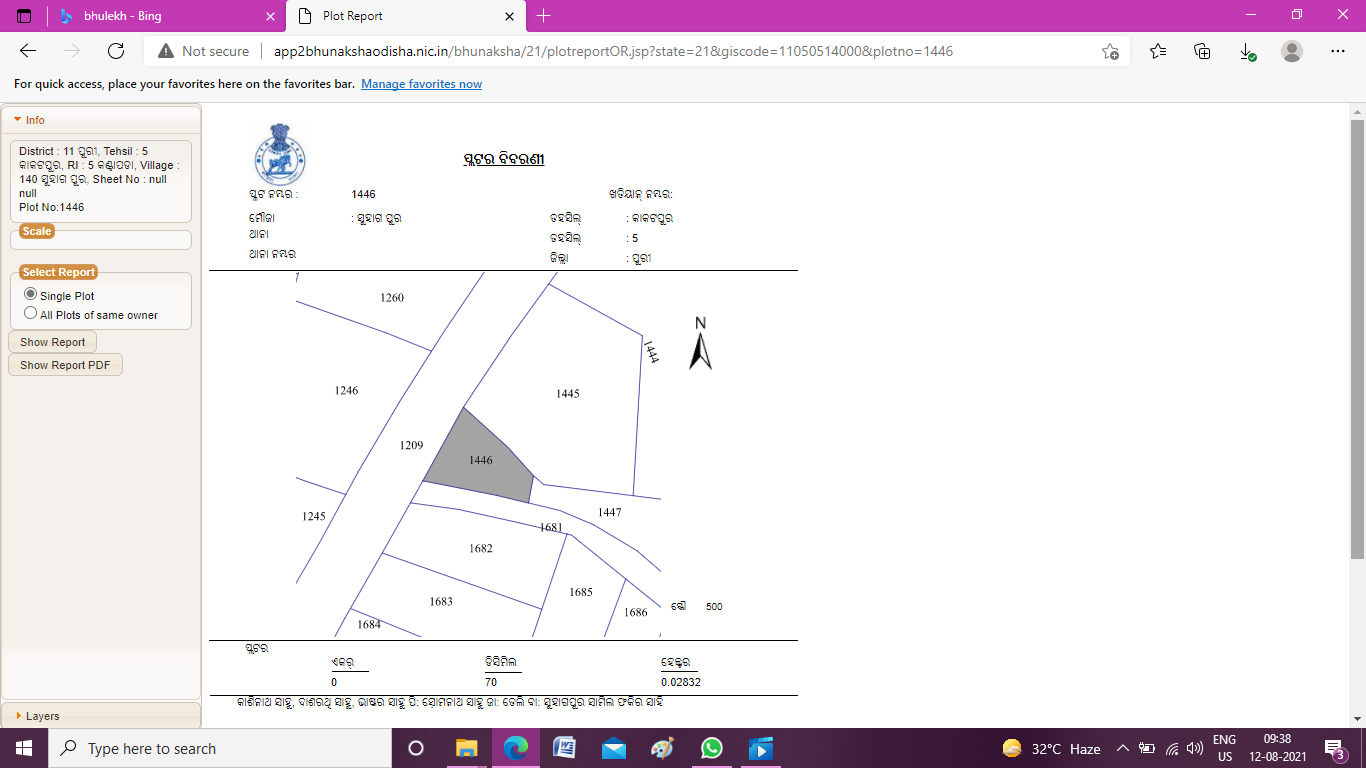 bhulekh - Bing
Plot Report
Not secure | app2bhunakshaodisha.nic.in/bhunaksha/21/plotreportOR.jsp?state=21&giscode=11050514000&plotno=1446
For quick access, place your favorites here on the favorites bar. Manage favorites now
Info
District : 11 ପୁରୀ, Tehsil : 5
କାକଟପୁର, RI : 5 କଣ୍ଢାପଡା, Village :
140 ସୁହାଗ ପୁର, Sheet No : null
null
Plot No:1446
Scale
Select Report
Single Plot
All Plots of same owner
Show Report
Show Report PDF
Layers
ପ୍ଲଟର ବିବରଣୀ
ପ୍ଲଟ ନମ୍ବର : 1446 ଖତିୟାନ୍ ନମ୍ବର:
ମୌଜା : ସୁହାଗ ପୁର ତହସିଲ୍ : କାକଟପୁର
ଥାନା ତହସିଲ୍ : 5
ଥାନା ନମ୍ବର ଜିଲ୍ଲା : ପୁରୀ
1260
N
1444
1246
1445
1209
1446
1245
1447
1681
1682
1685
1683
1686
1684
ସ୍କେ 500
ପ୍ଲଟର
ଏକର୍ ଡିସିମିଲ ହେକ୍ଟର
0 70 0.02832
କାଶିନାଥ ସାହୁ, ଦାଶରଥି ସାହୁ, ଭାଷ୍କର ସାହୁ ପି: ସୋମନାଥ ସାହୁ ଜା: ତେଲି ବା: ସୁହାଗପୁର ସାମିଲ ଫକିର ସାହି
Type here to search
32°C Haze
ENG
US
09:38
12-08-2021
3